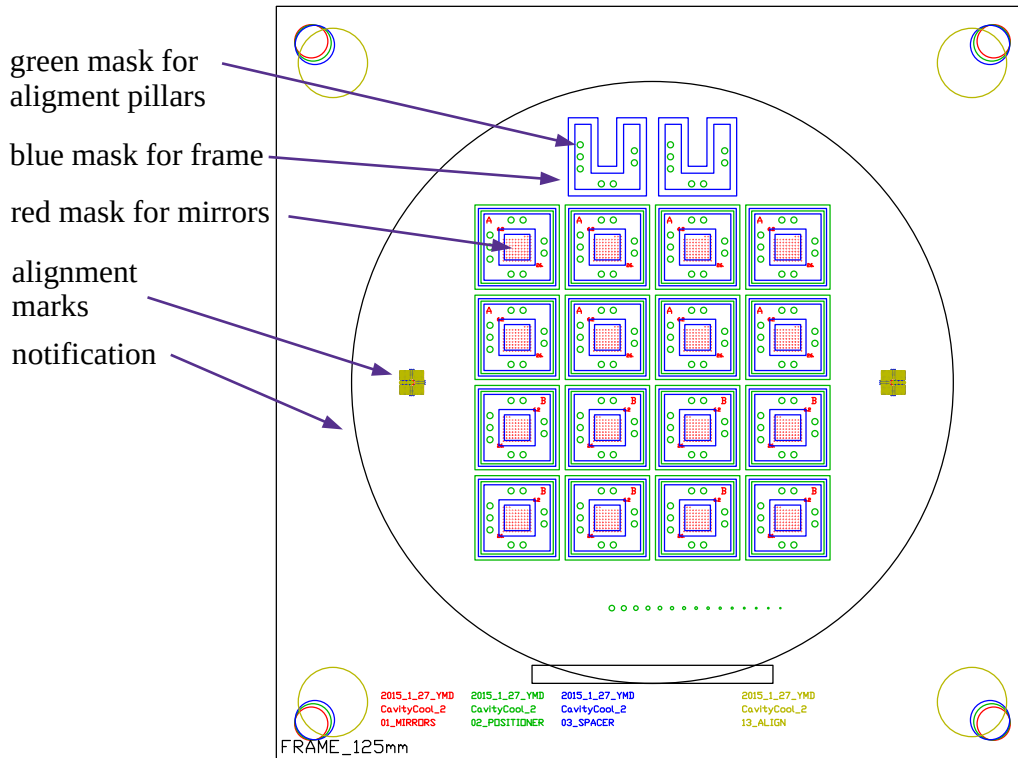 green mask for
aligment pillars
blue mask for frame
red mask for mirrors
alignment
marks
notification
A A A A
A A A A
B B B B
B B B B
2015_1_27_YMD 2015_1_27_YMD 2015_1_27_YMD 2015_1_27_YMD
CavityCool_2 CavityCool_2 CavityCool_2 CavityCool_2
01_MIRRORS 02_POSITIONER 03_SPACER 13_ALIGN
FRAME_125mm